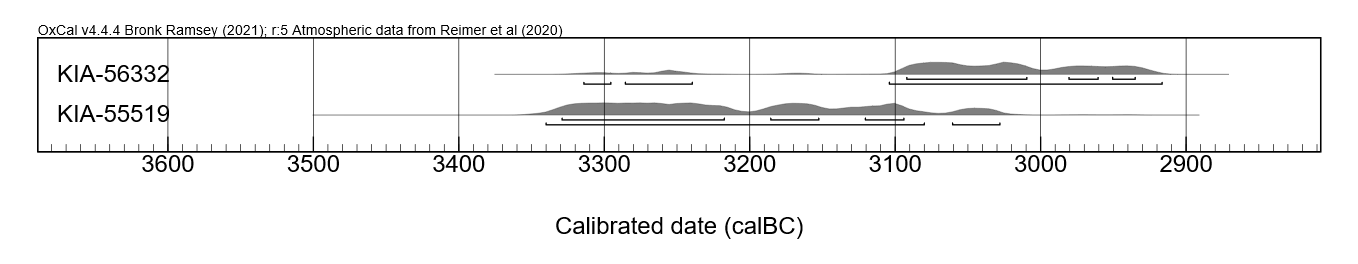 OxCal v4.4.4 Bronk Ramsey (2021); r:5 Atmospheric data from Reimer et al (2020)
KIA-56332
KIA-55519
3600 3500 3400 3300 3200 3100 3000 2900
Calibrated date (calBC)